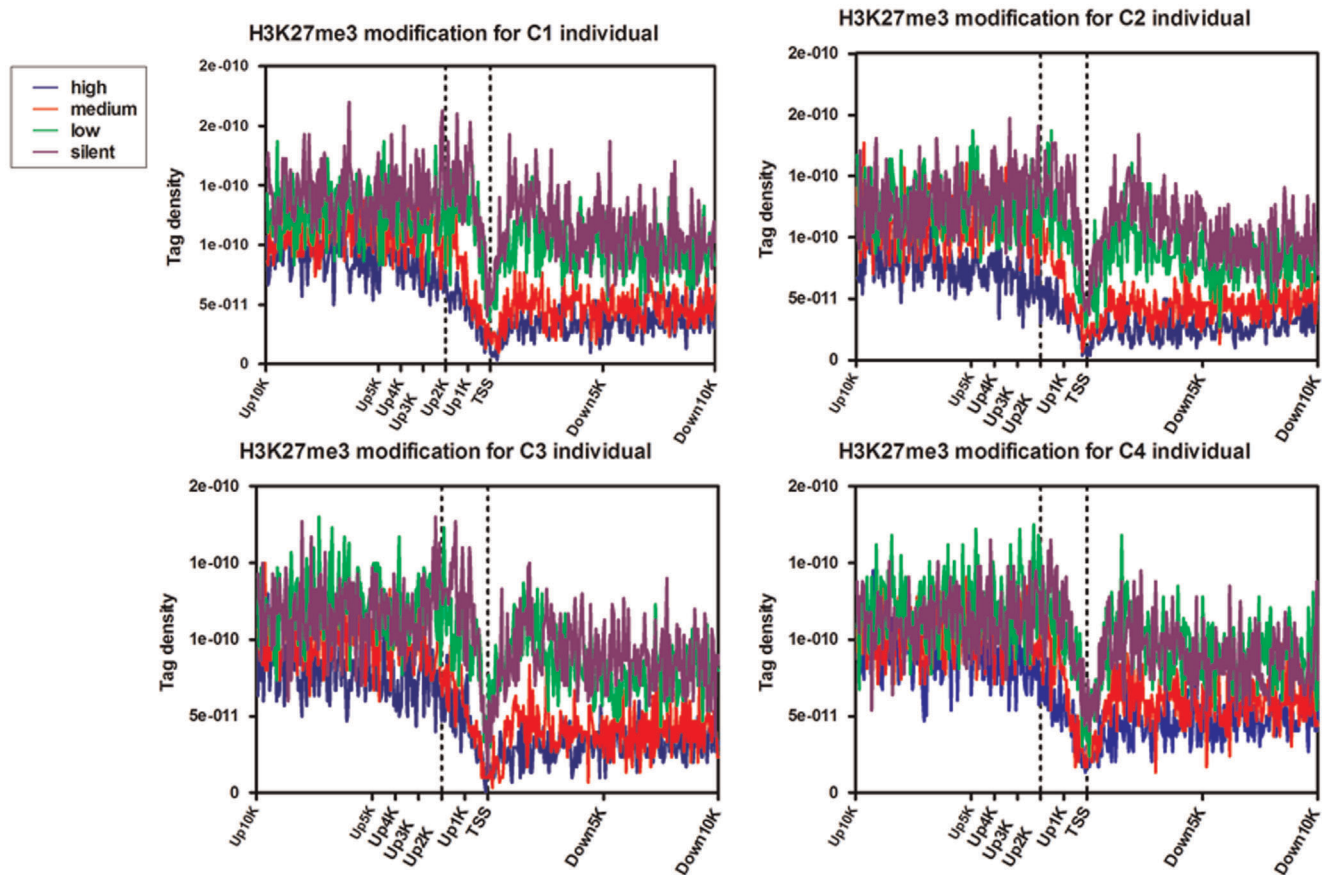 H3K27me3 modification for C1 individual
H3K27me3 modification for C2 individual
high
medium
low
silent
Tag density
2e-010
2e-010
1e-010
1e-010
5e-011
0
Up10K
Up5K
Up4K
Up3K
Up2K
Up1K
TSS
Down5K
Down10K
Tag density
2e-010
2e-010
1e-010
1e-010
5e-011
0
Up10K
Up5K
Up4K
Up3K
Up2K
Up1K
TSS
Down5K
Down10K
H3K27me3 modification for C3 individual
H3K27me3 modification for C4 individual
Tag density
2e-010
1e-010
1e-010
5e-011
0
Up10K
Up5K
Up4K
Up3K
Up2K
Up1K
TSS
Down5K
Down10K
Tag density
2e-010
1e-010
1e-010
5e-011
0
Up10K
Up5K
Up4K
Up3K
Up2K
Up1K
TSS
Down5K
Down10K